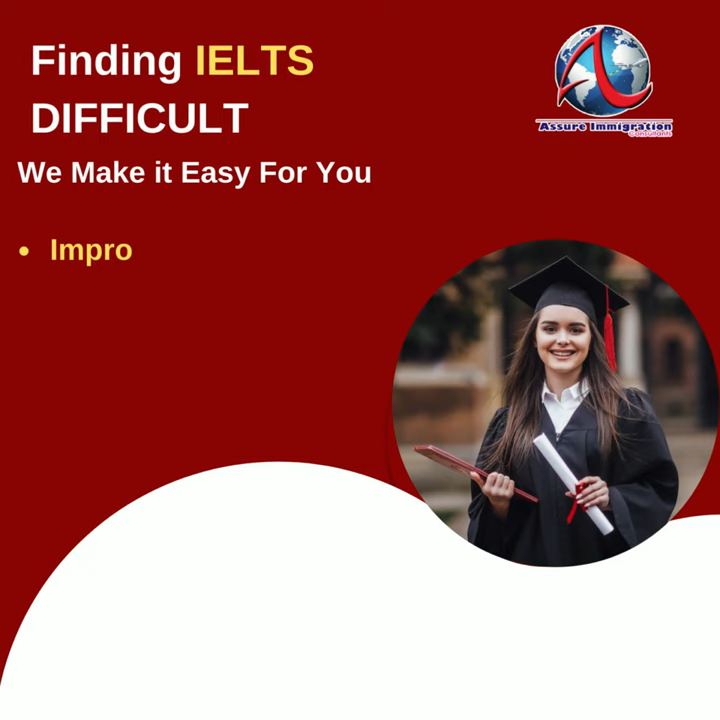 Finding IELTS
DIFFICULT
We Make it Easy For You
• Impro
Assure Immigration
Consultants